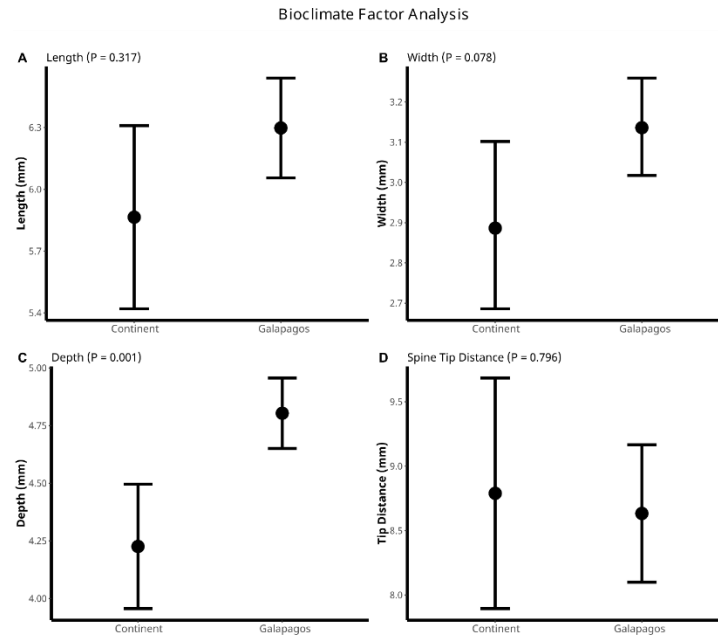 Bioclimate Factor Analysis
A Length (P = 0.317)
Length (mm)
6.3
6.0
5.7
5.4
Continent Galapagos
B Width (P = 0.078)
Width (mm)
3.2
3.1
3.0
2.9
2.8
2.7
Continent Galapagos
C Depth (P = 0.001)
Depth (mm)
5.00
4.75
4.50
4.25
4.00
Continent Galapagos
D Spine Tip Distance (P = 0.796)
Tip Distance (mm)
9.5
9.0
8.5
8.0
Continent Galapagos